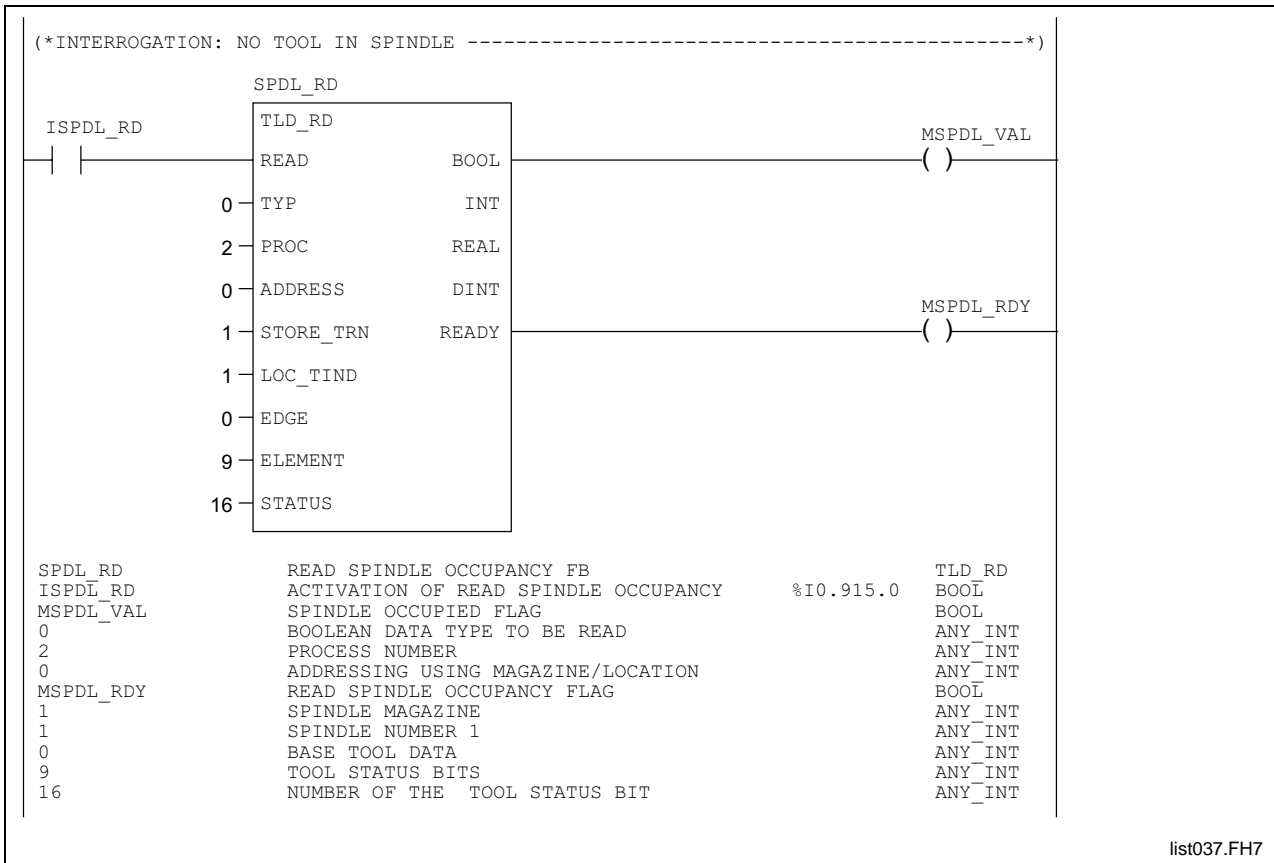 (*INTERROGATION: NO TOOL IN SPINDLE ----------------------------------------------*)
SPDL_RD
ISPDL_RD
TLD_RD
MSPDL_VAL
READ BOOL ( )
0 TYP INT
2 PROC REAL
0 ADDRESS DINT
MSPDL_RDY
1 STORE_TRN READY ( )
1 LOC_TIND
0 EDGE
9 ELEMENT
16 STATUS
SPDL_RD READ SPINDLE OCCUPANCY FB TLD_RD
ISPDL_RD ACTIVATION OF READ SPINDLE OCCUPANCY %I0.915.0 BOOL
MSPDL_VAL SPINDLE OCCUPIED FLAG BOOL
0 BOOLEAN DATA TYPE TO BE READ ANY_INT
2 PROCESS NUMBER ANY_INT
0 ADDRESSING USING MAGAZINE/LOCATION ANY_INT
MSPDL_RDY READ SPINDLE OCCUPANCY FLAG BOOL
1 SPINDLE MAGAZINE ANY_INT
1 SPINDLE NUMBER 1 ANY_INT
0 BASE TOOL DATA ANY_INT
9 TOOL STATUS BITS ANY_INT
16 NUMBER OF THE TOOL STATUS BIT ANY_INT
list037.FH7